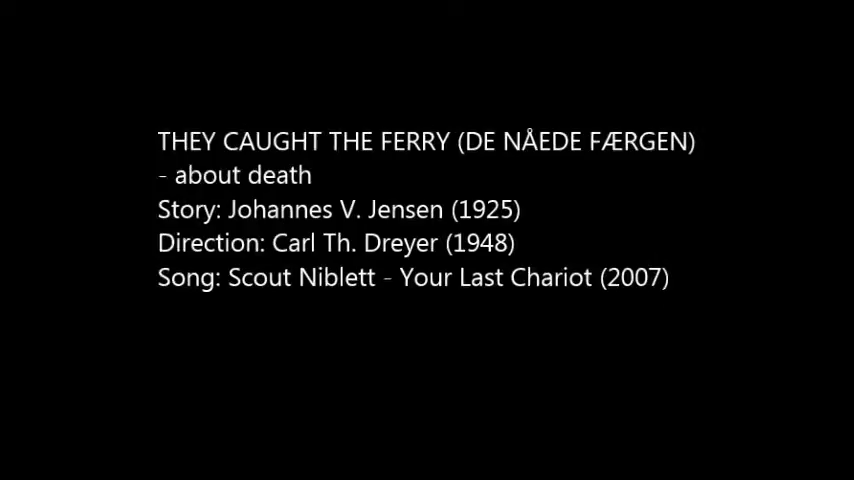 THEY CAUGHT THE FERRY (DE NÅEDE FÆRGEN)
- about death
Story: Johannes V. Jensen (1925)
Direction: Carl Th. Dreyer (1948)
Song: Scout Niblett - Your Last Chariot (2007)